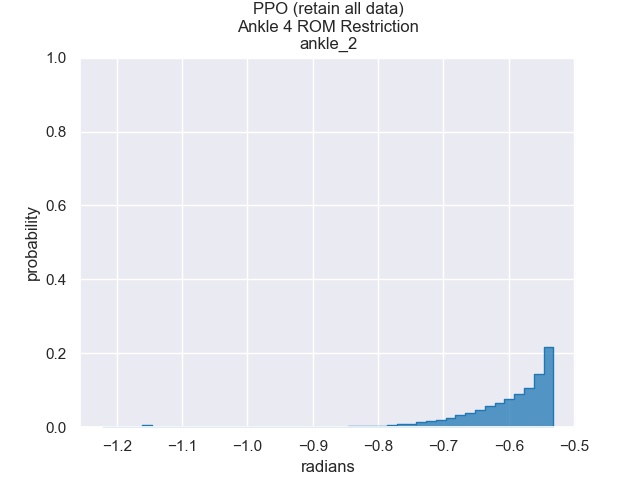 PPO (retain all data)
Ankle 4 ROM Restriction
ankle_2
1.0
0.8
0.6
0.4
0.2
0.0
probability
−1.2 −1.1 −1.0 −0.9 −0.8 −0.7 −0.6 −0.5
radians